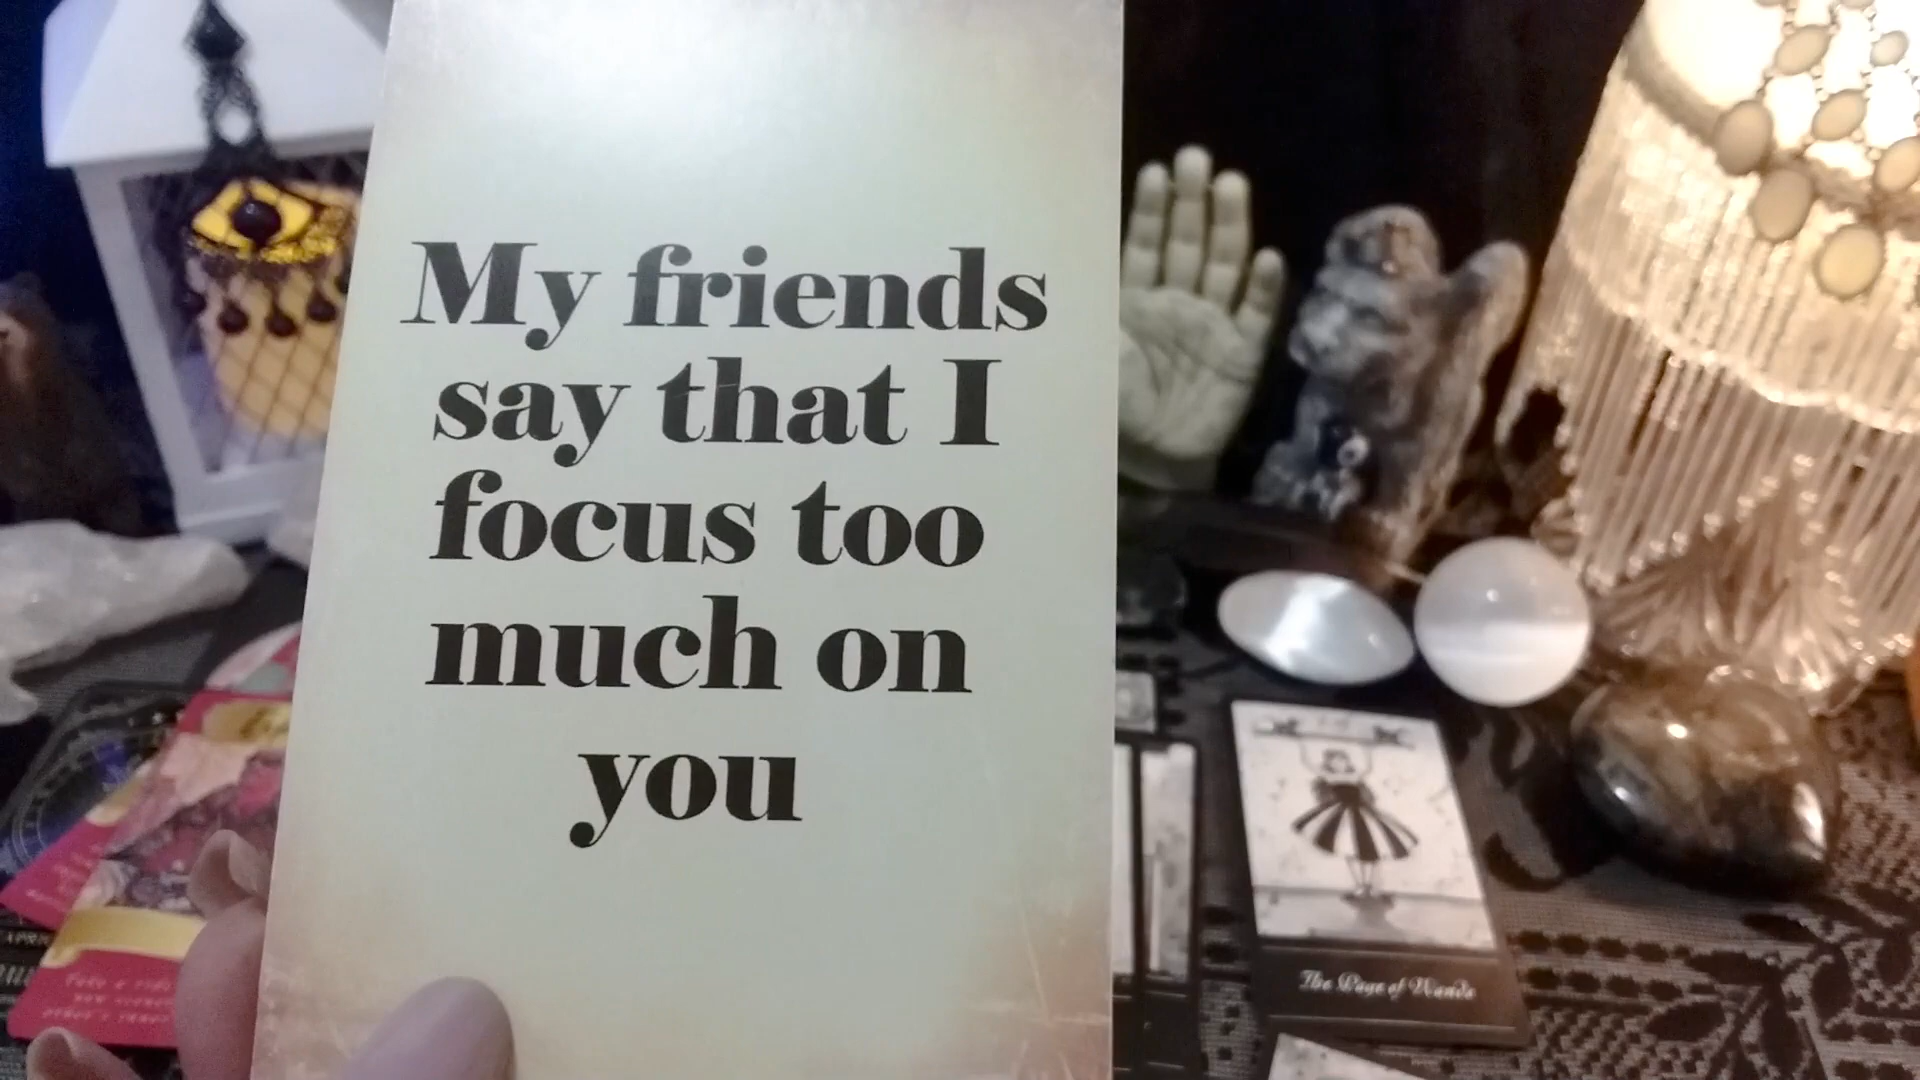 My friends
say that I
focus too
much on
you
The Page of Wands